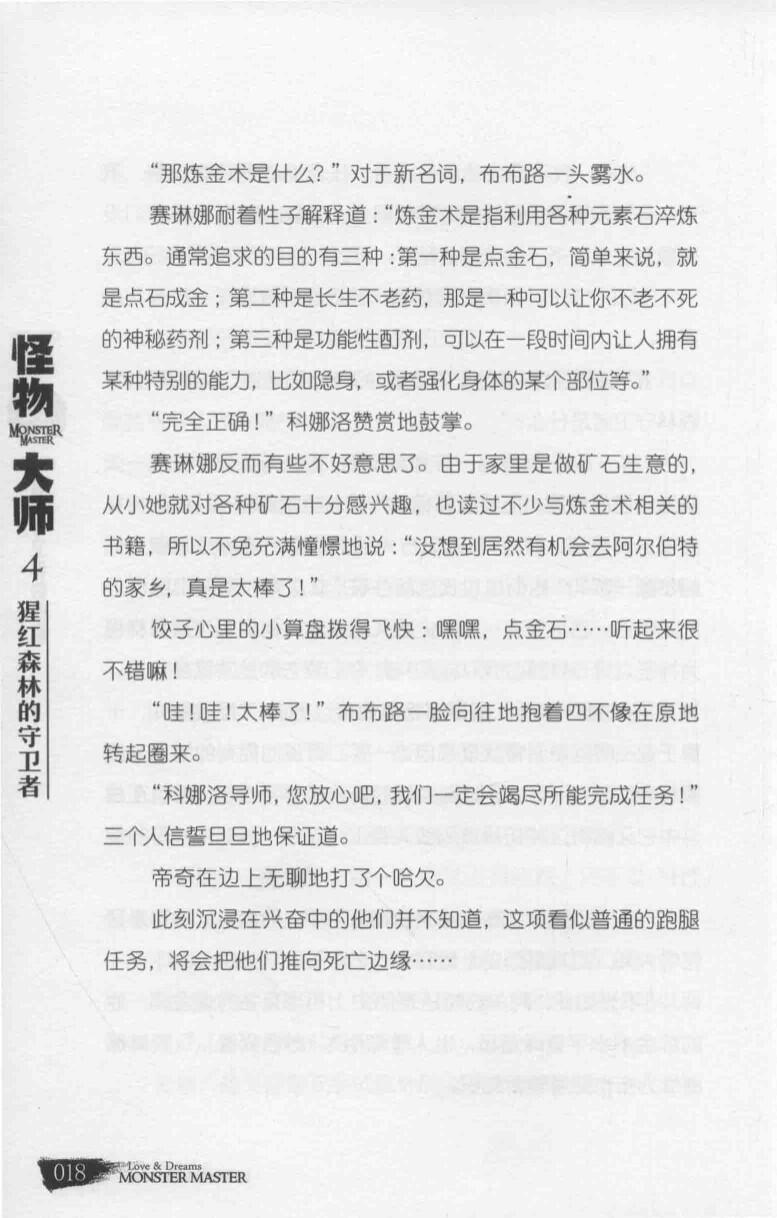 “那炼金术是什么？”对于新名词，布布路一头雾水。
赛琳娜耐着性子解释道：“炼金术是指利用各种元素石淬炼
东西。通常追求的目的有三种：第一种是点金石，简单来说，就
是点石成金；第二种是长生不老药，那是一种可以让你不老不死
的神秘药剂；第三种是功能性酊剂，可以在一段时间内让人拥有
某种特别的能力，比如隐身，或者强化身体的某个部位等。”
“完全正确！”科娜洛赞赏地鼓掌。
赛琳娜反而有些不好意思了。由于家里是做矿石生意的，
从小她就对各种矿石十分感兴趣，也读过不少与炼金术相关的
书籍，所以不免充满憧憬地说：“没想到居然有机会去阿尔伯特
的家乡，真是太棒了！”
饺子心里的小算盘拨得飞快：嘿嘿，点金石……听起来很
不错嘛！
“哇！哇！太棒了！”布布路一脸向往地抱着四不像在原地
转起圈来。
“科娜洛导师，您放心吧，我们一定会竭尽所能完成任务！”
三个人信誓旦旦地保证道。
帝奇在边上无聊地打了个哈欠。
此刻沉浸在兴奋中的他们并不知道，这项看似普通的跑腿
任务，将会把他们推向死亡边缘……
怪物
MONSTER
MASTER
大师
4
猩红森林的守卫者
018
Love & Dreams
MONSTER MASTER